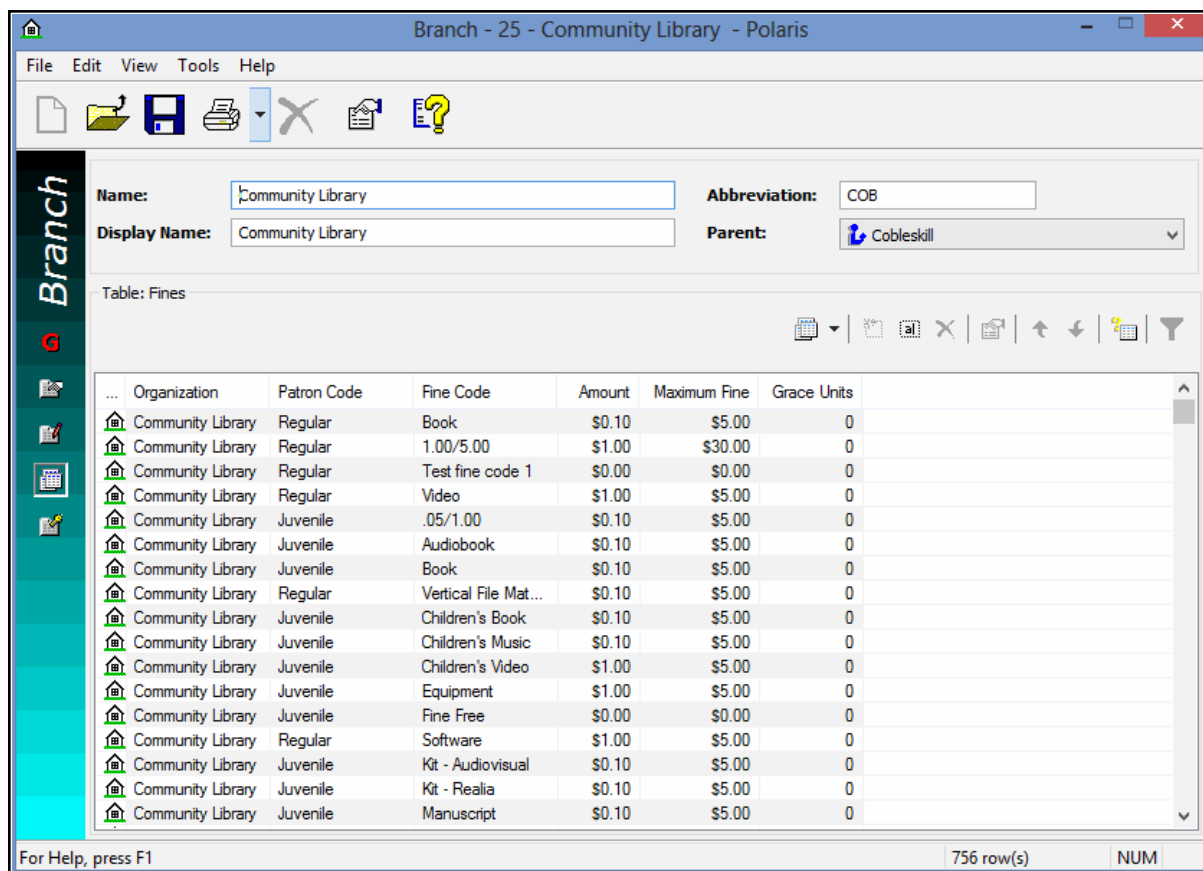 Branch - 25 - Community Library - Polaris
File Edit View Tools Help
Branch
Name: Community Library Abbreviation: COB
Display Name: Community Library Parent: Cobleskill
Table: Fines
G
a|
... Organization Patron Code Fine Code Amount Maximum Fine Grace Units
Community Library Regular Book $0.10 $5.00 0
Community Library Regular 1.00/5.00 $1.00 $30.00 0
Community Library Regular Test fine code 1 $0.00 $0.00 0
Community Library Regular Video $1.00 $5.00 0
Community Library Juvenile .05/1.00 $0.10 $5.00 0
Community Library Juvenile Audiobook $0.10 $5.00 0
Community Library Juvenile Book $0.10 $5.00 0
Community Library Regular Vertical File Mat... $0.10 $5.00 0
Community Library Juvenile Children's Book $0.10 $5.00 0
Community Library Juvenile Children's Music $0.10 $5.00 0
Community Library Juvenile Children's Video $1.00 $5.00 0
Community Library Juvenile Equipment $1.00 $5.00 0
Community Library Juvenile Fine Free $0.00 $0.00 0
Community Library Regular Software $1.00 $5.00 0
Community Library Juvenile Kit - Audiovisual $0.10 $5.00 0
Community Library Juvenile Kit - Realia $0.10 $5.00 0
Community Library Juvenile Manuscript $0.10 $5.00 0
For Help, press F1 756 row(s) NUM